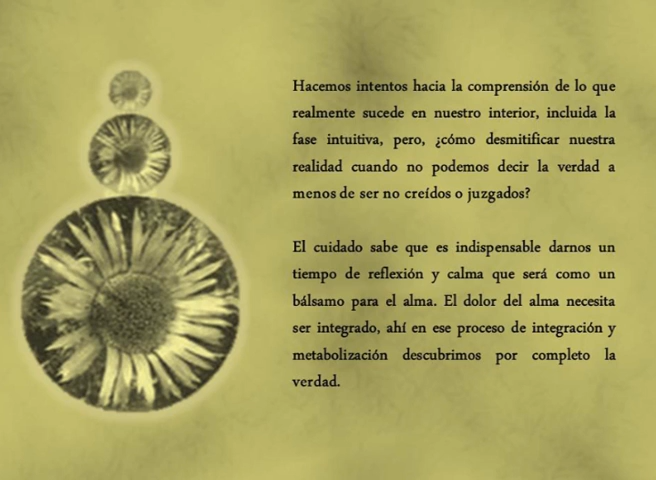 Hacemos intentos hacia la comprensión de lo que
realmente sucede en nuestro interior, incluida la
fase intuitiva, pero, ¿cómo desmitificar nuestra
realidad cuando no podemos decir la verdad a
menos de ser no creídos o juzgados?
El cuidado sabe que es indispensable darnos un
tiempo de reflexión y calma que será como un
bálsamo para el alma. El dolor del alma necesita
ser integrado, ahí en ese proceso de integración y
metabolización descubrimos por completo la
verdad.